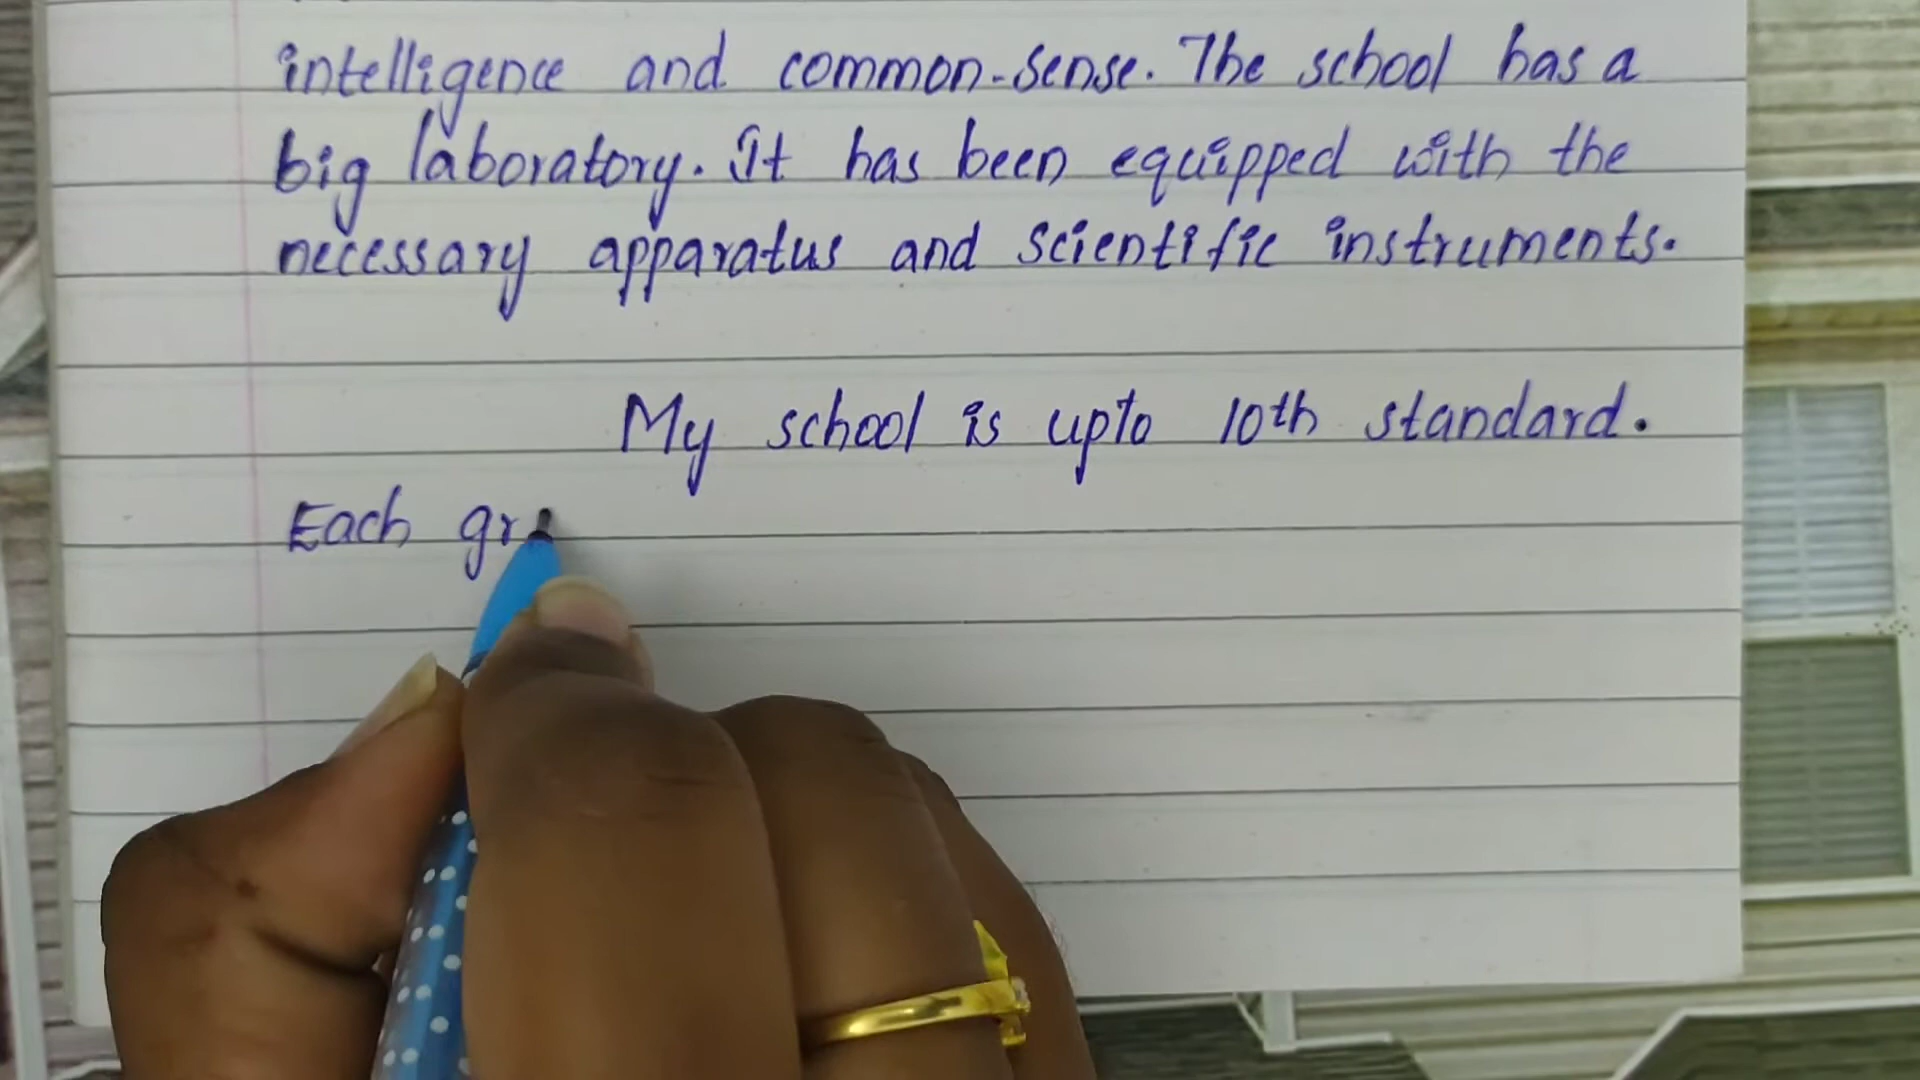 intelligence and common-sense. The school has a
big laboratory. It has been equipped with the
necessary apparatus and scientific instruments.
My school is upto 10th standard.
Each gr